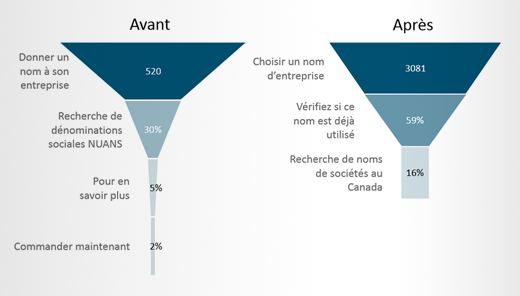 Avant
Donner un
nom à son
entreprise
520
Recherche de
dénominations
sociales NUANS
30%
Pour en
savoir plus
5%
Commander maintenant
2%
Après
Choisir un nom
d'entreprise
3081
Vérifiez si ce
nom est déjà
utilisé
59%
Recherche de noms
de sociétés au
Canada
16%